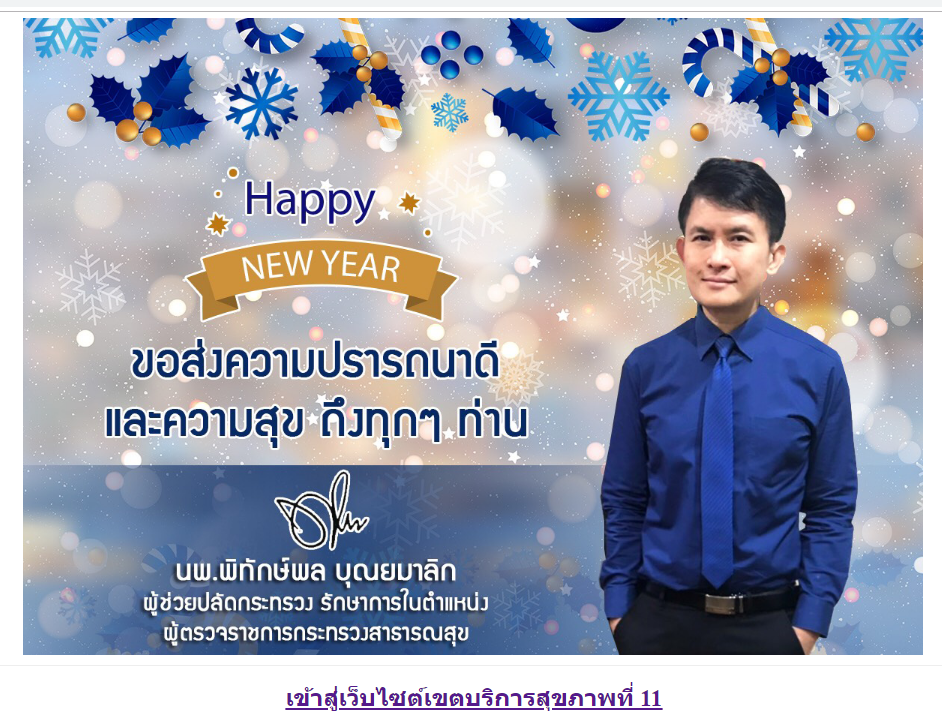 Happy
NEW YEAR
ขอส่งความปรารถนาดี
และความสุข ถึงทุกๆ ท่าน
นพ.พิทักษ์พล บุณยมาลิก
ผู้ช่วยปลัดกระทรวง รักษาการในตำแหน่ง
ผู้ตรวจราชการกระทรวงสาธารณสุข
เข้าสู่เว็บไซต์เขตบริการสุขภาพที่ 11